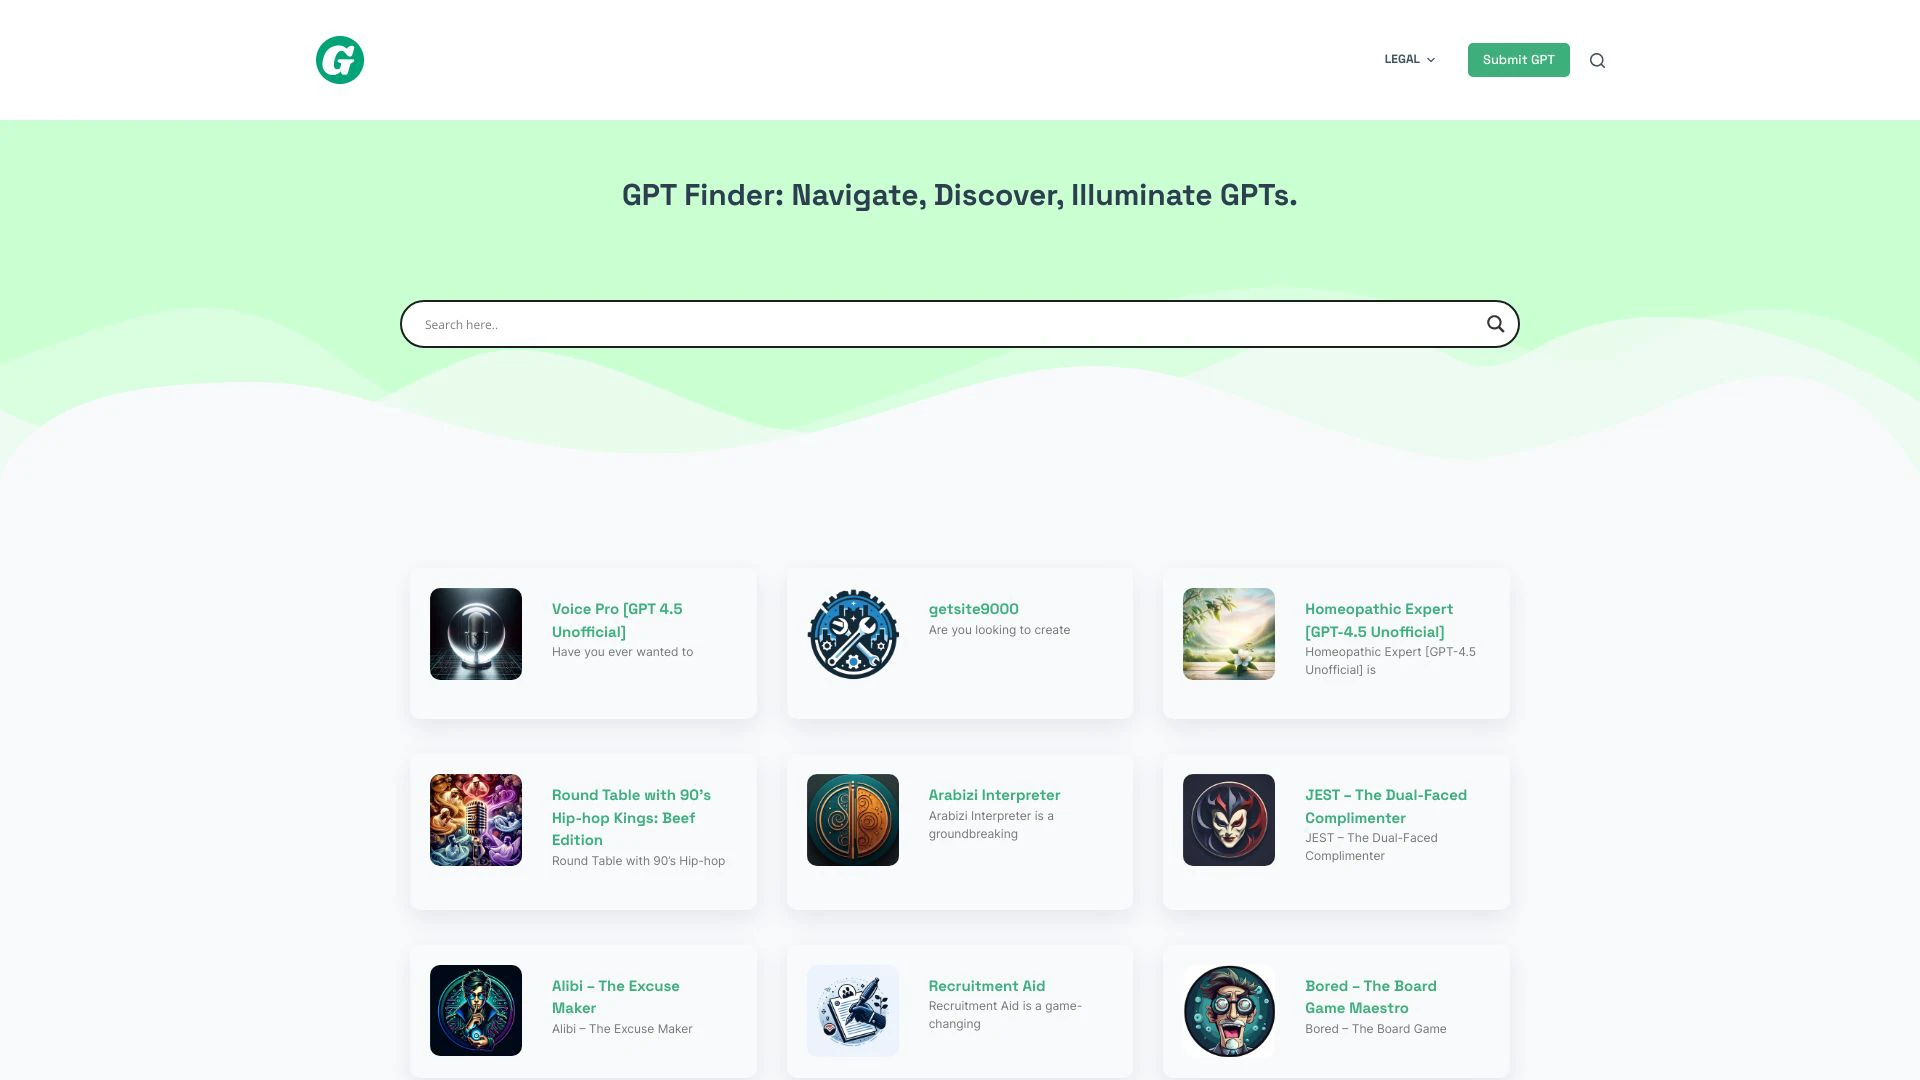 G
LEGAL
Submit GPT
GPT Finder: Navigate, Discover, Illuminate GPTs.
Search here..
Voice Pro [GPT 4.5
Unofficial]
Have you ever wanted to
getsite9000
Are you looking to create
Homeopathic Expert
[GPT-4.5 Unofficial]
Homeopathic Expert [GPT-4.5
Unofficial] is
Round Table with 90’s
Hip-hop Kings: Beef
Edition
Round Table with 90’s Hip-hop
Arabizi Interpreter
Arabizi Interpreter is a
groundbreaking
JEST – The Dual-Faced
Complimenter
JEST – The Dual-Faced
Complimenter
Alibi – The Excuse
Maker
Alibi – The Excuse Maker
Recruitment Aid
Recruitment Aid is a game-
changing
Bored – The Board
Game Maestro
Bored – The Board Game